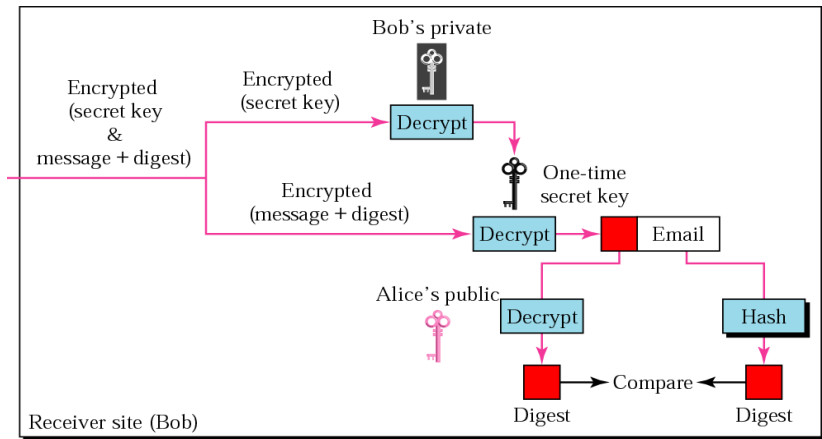 Bob's private
Encrypted
(secret key
&
message + digest)
Encrypted
(secret key)
Decrypt
One-time
secret key
Encrypted
(message + digest)
Decrypt
Email
Alice's public
Decrypt
Hash
Compare
Digest
Digest
Receiver site (Bob)